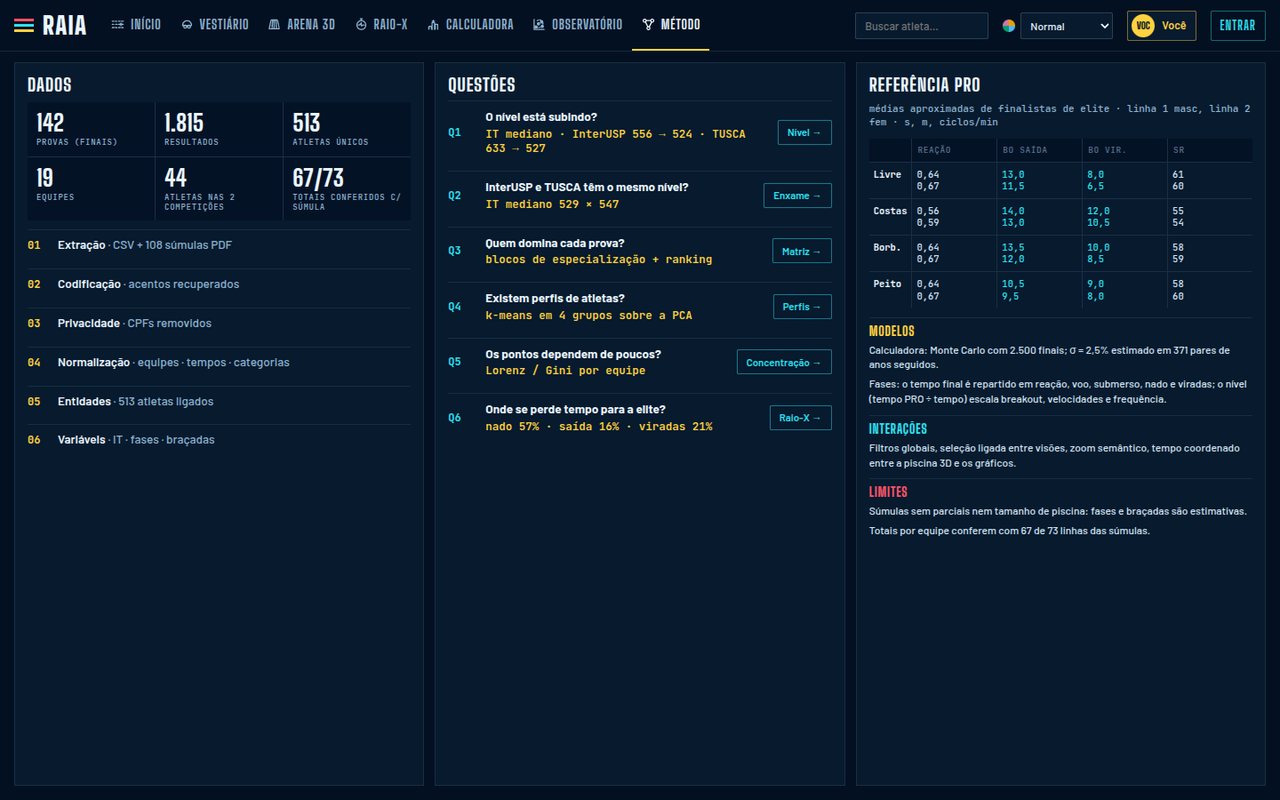 RAIA
INÍCIO
VESTIÁRIO
ARENA 3D
RAIO-X
CALCULADORA
OBSERVATÓRIO
MÉTODO
Buscar atleta...
Normal
VOC
Você
ENTRAR
DADOS
142
PROVAS (FINAIS)
1.815
RESULTADOS
513
ATLETAS ÚNICOS
19
EQUIPES
44
ATLETAS NAS 2
COMPETIÇÕES
67/73
TOTAIS CONFERIDOS C/
SÚMULA
01 Extração · CSV + 108 súmulas PDF
02 Codificação · acentos recuperados
03 Privacidade · CPFs removidos
04 Normalização · equipes · tempos · categorias
05 Entidades · 513 atletas ligados
06 Variáveis · IT · fases · braçadas
QUESTÕES
Q1
O nível está subindo?
IT mediano · InterUSP 556 → 524 · TUSCA
633 → 527
Nível →
Q2
InterUSP e TUSCA têm o mesmo nível?
IT mediano 529 × 547
Enxame →
Q3
Quem domina cada prova?
blocos de especialização + ranking
Matriz →
Q4
Existem perfis de atletas?
k-means em 4 grupos sobre a PCA
Perfis →
Q5
Os pontos dependem de poucos?
Lorenz / Gini por equipe
Concentração →
Q6
Onde se perde tempo para a elite?
nado 57% · saída 16% · viradas 21%
Raio-X →
REFERÊNCIA PRO
médias aproximadas de finalistas de elite · linha 1 masc, linha 2
fem · s, m, ciclos/min
REAÇÃO BO SAÍDA BO VIR. SR
Livre 0,64 13,0 8,0 61
0,67 11,5 6,5 60
Costas 0,56 14,0 12,0 55
0,59 13,0 10,5 54
Borb. 0,64 13,5 10,0 58
0,67 12,0 8,5 59
Peito 0,64 10,5 9,0 58
0,67 9,5 8,0 60
MODELOS
Calculadora: Monte Carlo com 2.500 finais; σ = 2,5% estimado em 371 pares de
anos seguidos.
Fases: o tempo final é repartido em reação, voo, submerso, nado e viradas; o nível
(tempo PRO ÷ tempo) escala breakout, velocidades e frequência.
INTERAÇÕES
Filtros globais, seleção ligada entre visões, zoom semântico, tempo coordenado
entre a piscina 3D e os gráficos.
LIMITES
Súmulas sem parciais nem tamanho de piscina: fases e braçadas são estimativas.
Totais por equipe conferem com 67 de 73 linhas das súmulas.